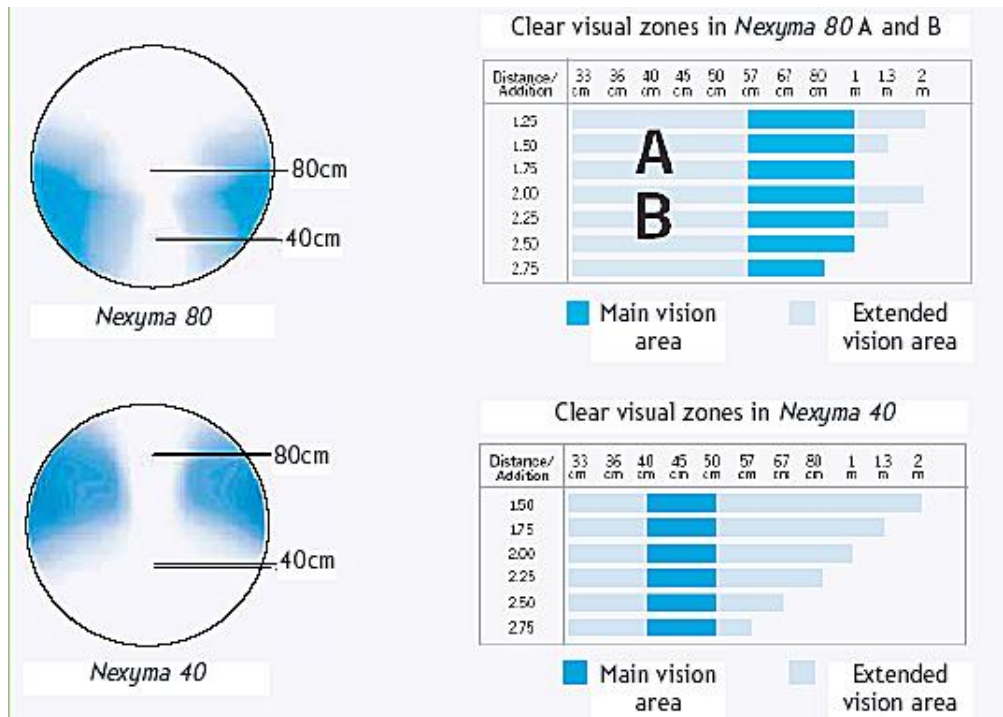 Clear visual zones in Nexyma 80 A and B
Distance/ 33 36 40 45 50 57 67 80 1 1.3 2
Addition cm cm cm cm cm cm cm cm m m m
1.25
1.50
1.75
2.00
2.25
2.50
2.75
A
B
80cm
40cm
Nexyma 80
Main vision
area
Extended
vision area
Clear visual zones in Nexyma 40
Distance/ 33 36 40 45 50 57 67 80 1 1.3 2
Addition cm cm cm cm cm cm cm cm m m m
1.50
1.75
2.00
2.25
2.50
2.75
80cm
40cm
Nexyma 40
Main vision
area
Extended
vision area